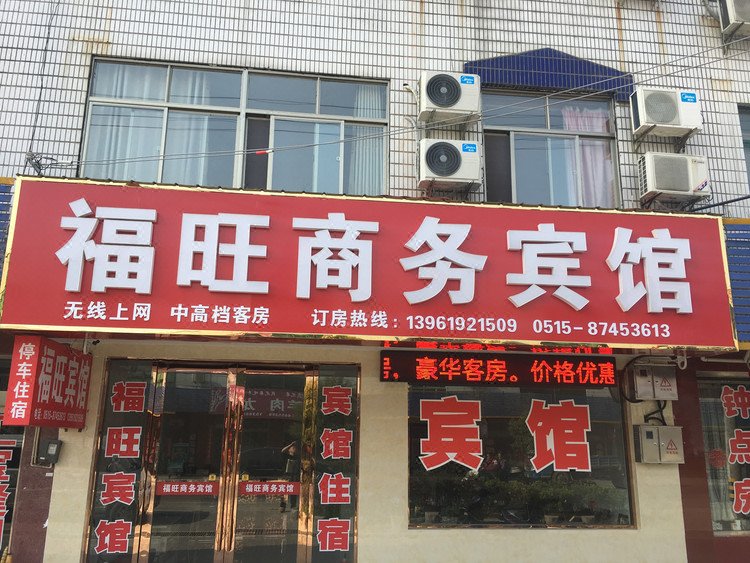 福旺商务宾馆
无线上网 中高档客房 订房热线：13961921509 0515-87453613
停车住宿
福旺宾馆
豪华客房。价格优惠
宾馆
福旺宾馆
宾馆住宿
福旺商务宾馆
福旺商务宾馆
钟点房